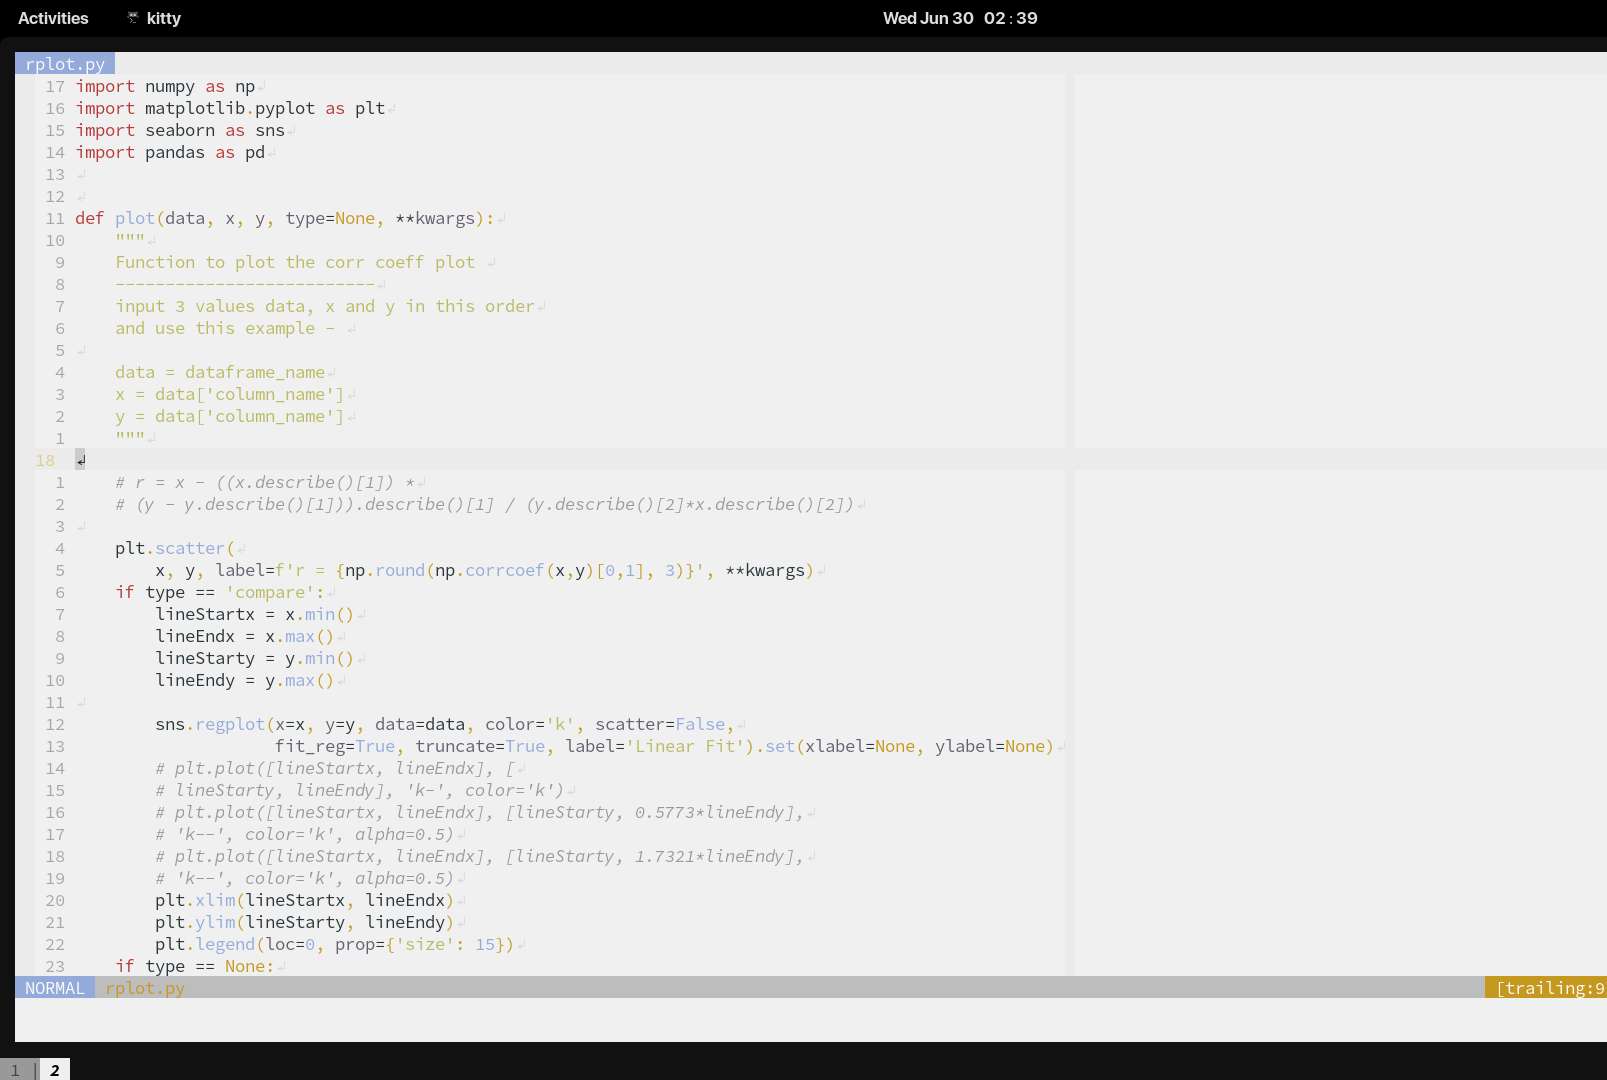 Activities kitty Wed Jun 30 02:39
rplot.py
17 import numpy as np
16 import matplotlib.pyplot as plt
15 import seaborn as sns
14 import pandas as pd
13
12
11 def plot(data, x, y, type=None, **kwargs):
10     """
9     Function to plot the corr coeff plot
8     --------------------------
7     input 3 values data, x and y in this order
6     and use this example -
5
4     data = dataframe_name
3     x = data['column_name']
2     y = data['column_name']
1     """
18
1     # r = x - ((x.describe()[1]) *
2     # (y - y.describe()[1])).describe()[1] / (y.describe()[2]*x.describe()[2])
3
4     plt.scatter(
5         x, y, label=f'r = {np.round(np.corrcoef(x,y)[0,1], 3)}', **kwargs)
6     if type == 'compare':
7         lineStartx = x.min()
8         lineEndx = x.max()
9         lineStarty = y.min()
10         lineEndy = y.max()
11
12         sns.regplot(x=x, y=y, data=data, color='k', scatter=False,
13                     fit_reg=True, truncate=True, label='Linear Fit').set(xlabel=None, ylabel=None)
14         # plt.plot([lineStartx, lineEndx], [
15         # lineStarty, lineEndy], 'k-', color='k')
16         # plt.plot([lineStartx, lineEndx], [lineStarty, 0.5773*lineEndy],
17         # 'k--', color='k', alpha=0.5)
18         # plt.plot([lineStartx, lineEndx], [lineStarty, 1.7321*lineEndy],
19         # 'k--', color='k', alpha=0.5)
20         plt.xlim(lineStartx, lineEndx)
21         plt.ylim(lineStarty, lineEndy)
22         plt.legend(loc=0, prop={'size': 15})
23     if type == None:
NORMAL rplot.py [trailing:9
1 | 2